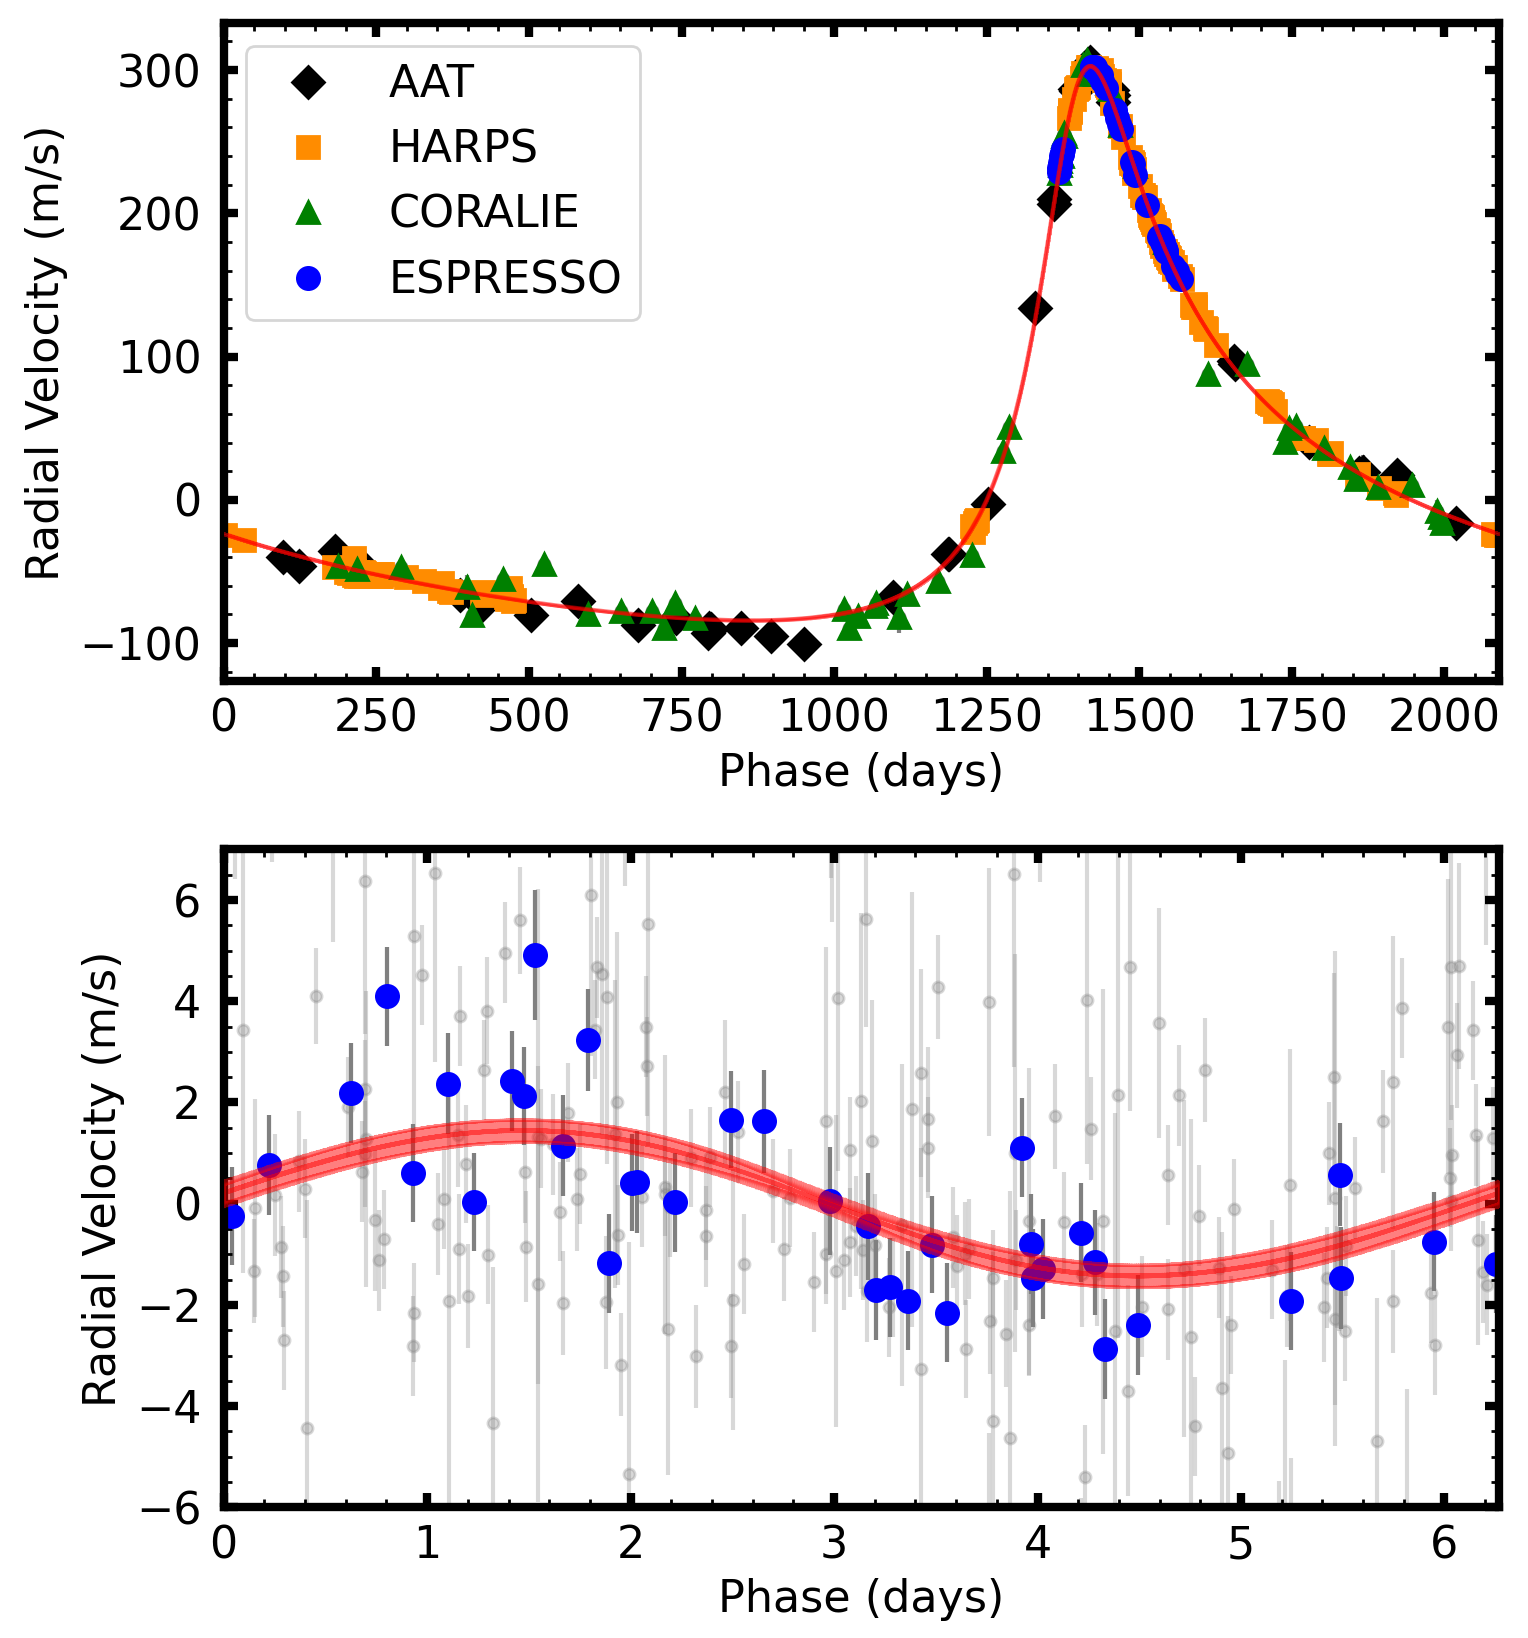 300
200
100
0
−100
Radial Velocity (m/s)
AAT
HARPS
CORALIE
ESPRESSO
0 250 500 750 1000 1250 1500 1750 2000
Phase (days)
6
4
2
0
−2
−4
−6
Radial Velocity (m/s)
0 1 2 3 4 5 6
Phase (days)